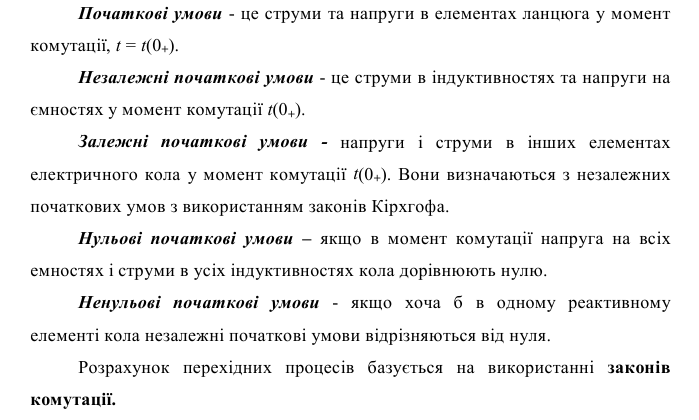 Початкові умови - це струми та напруги в елементах ланцюга у момент
комутації, t = t(0₊).
Незалежні початкові умови - це струми в індуктивностях та напруги на
ємностях у момент комутації t(0₊).
Залежні початкові умови - напруги і струми в інших елементах
електричного кола у момент комутації t(0₊). Вони визначаються з незалежних
початкових умов з використанням законів Кірхгофа.
Нульові початкові умови – якщо в момент комутації напруга на всіх
емностях і струми в усіх індуктивностях кола дорівнюють нулю.
Ненульові початкові умови - якщо хоча б в одному реактивному
елементі кола незалежні початкові умови відрізняються від нуля.
Розрахунок перехідних процесів базується на використанні законів
комутації.